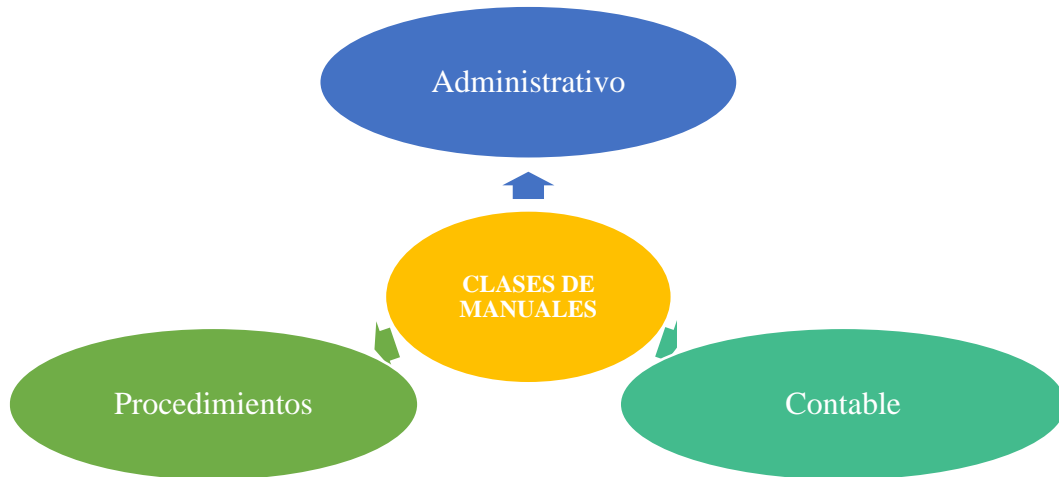 Administrativo
CLASES DE
MANUALES
Procedimientos
Contable